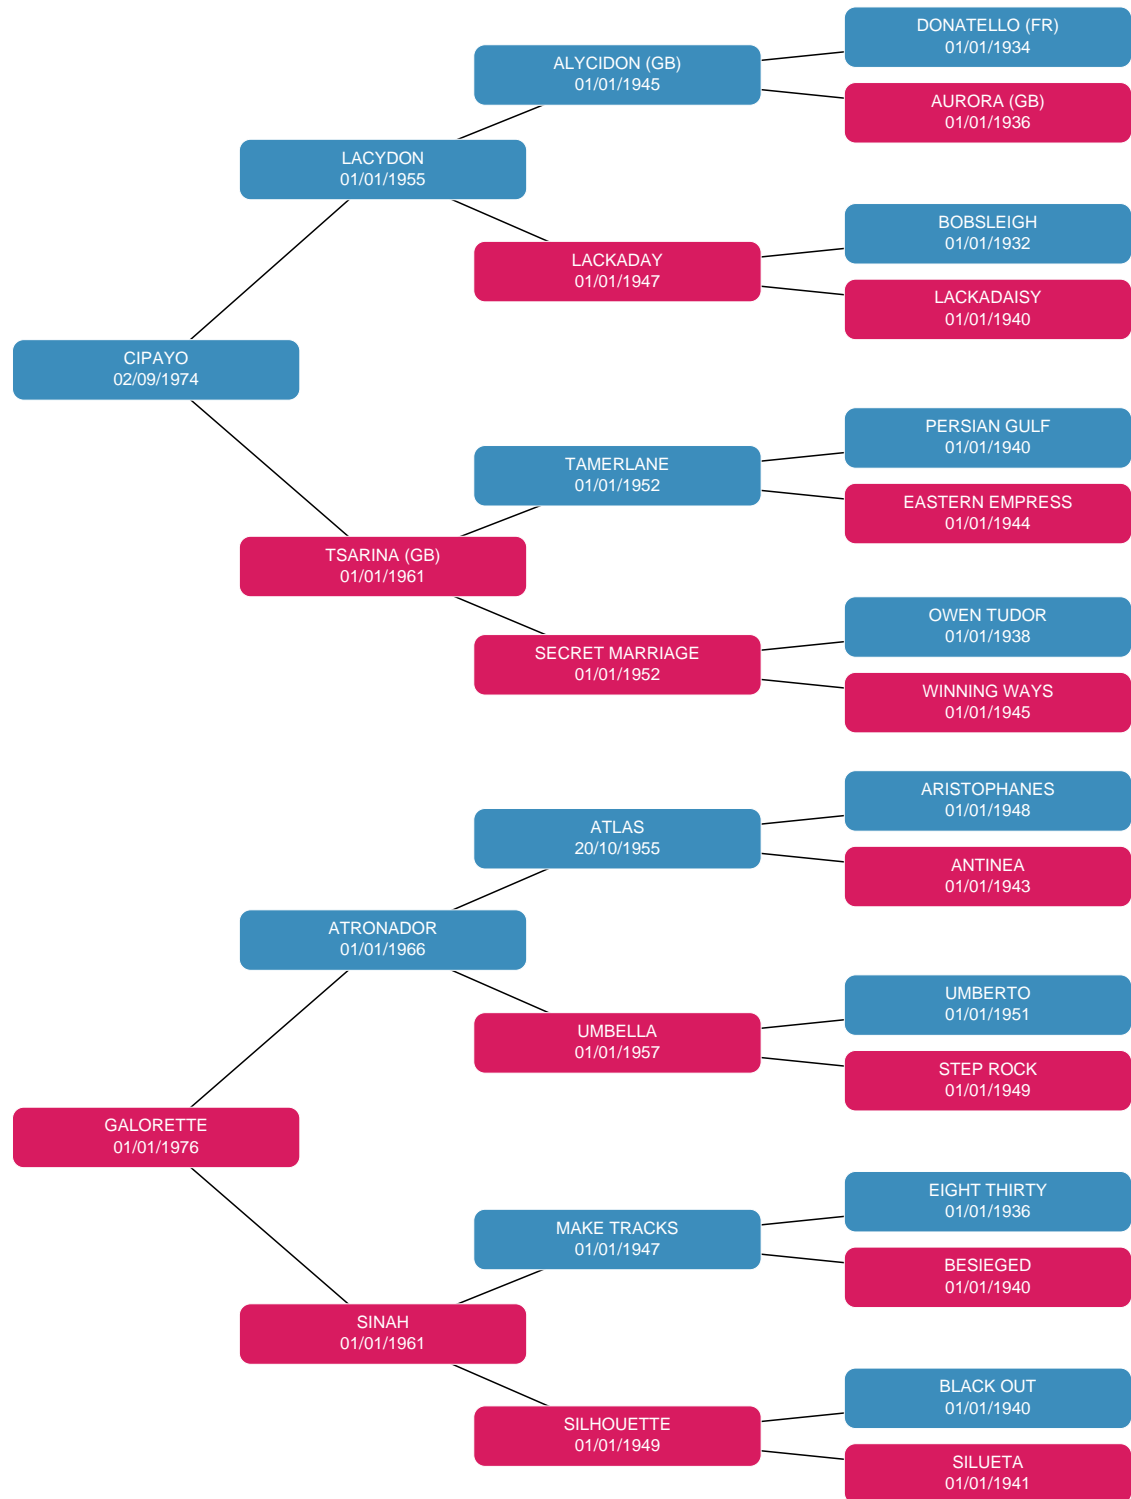 DONATELLO (FR)
01/01/1934
ALYCIDON (GB)
01/01/1945
AURORA (GB)
01/01/1936
LACYDON
01/01/1955
BOBSLEIGH
01/01/1932
LACKADAY
01/01/1947
LACKADAISY
01/01/1940
CIPAYO
02/09/1974
PERSIAN GULF
01/01/1940
TAMERLANE
01/01/1952
EASTERN EMPRESS
01/01/1944
TSARINA (GB)
01/01/1961
OWEN TUDOR
01/01/1938
SECRET MARRIAGE
01/01/1952
WINNING WAYS
01/01/1945
ARISTOPHANES
01/01/1948
ATLAS
20/10/1955
ANTINEA
01/01/1943
ATRONADOR
01/01/1966
UMBERTO
01/01/1951
UMBELLA
01/01/1957
STEP ROCK
01/01/1949
GALORETTE
01/01/1976
EIGHT THIRTY
01/01/1936
MAKE TRACKS
01/01/1947
BESIEGED
01/01/1940
SINAH
01/01/1961
BLACK OUT
01/01/1940
SILHOUETTE
01/01/1949
SILUETA
01/01/1941